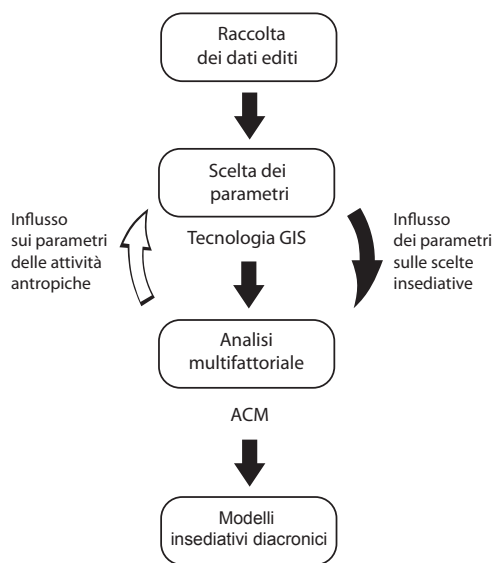 Raccolta
dei dati editi
Scelta dei
parametri
Influsso
sui parametri
delle attività
antropiche
Tecnologia GIS
Influsso
dei parametri
sulle scelte
insediative
Analisi
multifattoriale
ACM
Modelli
insediativi diacronici